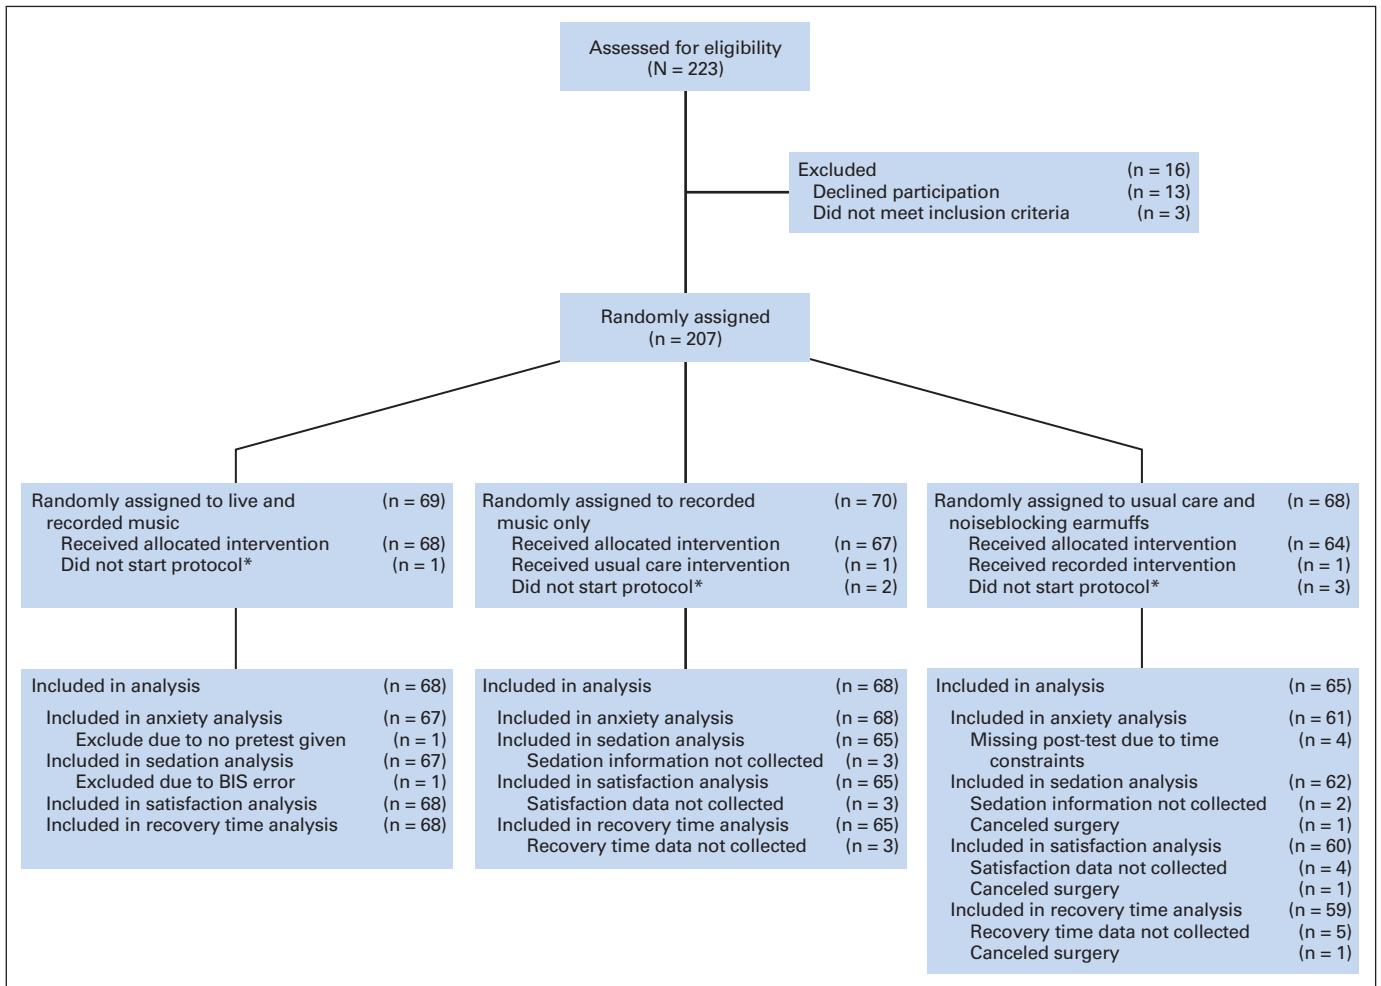 Assessed for eligibility
(N = 223)
Excluded (n = 16)
Declined participation (n = 13)
Did not meet inclusion criteria (n = 3)
Randomly assigned
(n = 207)
Randomly assigned to live and (n = 69)
recorded music
Received allocated intervention (n = 68)
Did not start protocol* (n = 1)
Randomly assigned to recorded (n = 70)
music only
Received allocated intervention (n = 67)
Received usual care intervention (n = 1)
Did not start protocol* (n = 2)
Randomly assigned to usual care and (n = 68)
noiseblocking earmuffs
Received allocated intervention (n = 64)
Received recorded intervention (n = 1)
Did not start protocol* (n = 3)
Included in analysis (n = 68)
Included in anxiety analysis (n = 67)
Exclude due to no pretest given (n = 1)
Included in sedation analysis (n = 67)
Excluded due to BIS error (n = 1)
Included in satisfaction analysis (n = 68)
Included in recovery time analysis (n = 68)
Included in analysis (n = 68)
Included in anxiety analysis (n = 68)
Included in sedation analysis (n = 65)
Sedation information not collected (n = 3)
Included in satisfaction analysis (n = 65)
Satisfaction data not collected (n = 3)
Included in recovery time analysis (n = 65)
Recovery time data not collected (n = 3)
Included in analysis (n = 65)
Included in anxiety analysis (n = 61)
Missing post-test due to time (n = 4)
constraints
Included in sedation analysis (n = 62)
Sedation information not collected (n = 2)
Canceled surgery (n = 1)
Included in satisfaction analysis (n = 60)
Satisfaction data not collected (n = 4)
Canceled surgery (n = 1)
Included in recovery time analysis (n = 59)
Recovery time data not collected (n = 5)
Canceled surgery (n = 1)